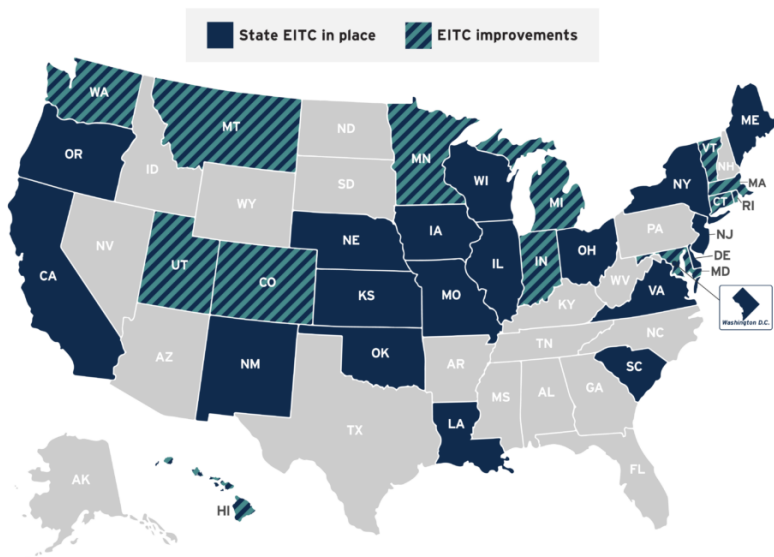 State EITC in place
EITC improvements
WA
MT
ND
MN
ME
OR
ID
SD
WI
MI
VT
NH
NY
MA
CT
RI
WY
NE
IA
PA
NJ
NV
UT
CO
IL
IN
OH
DE
MD
CA
KS
MO
WV
VA
KY
Washington D.C.
AZ
NM
OK
AR
TN
NC
SC
MS
AL
GA
TX
LA
FL
AK
HI